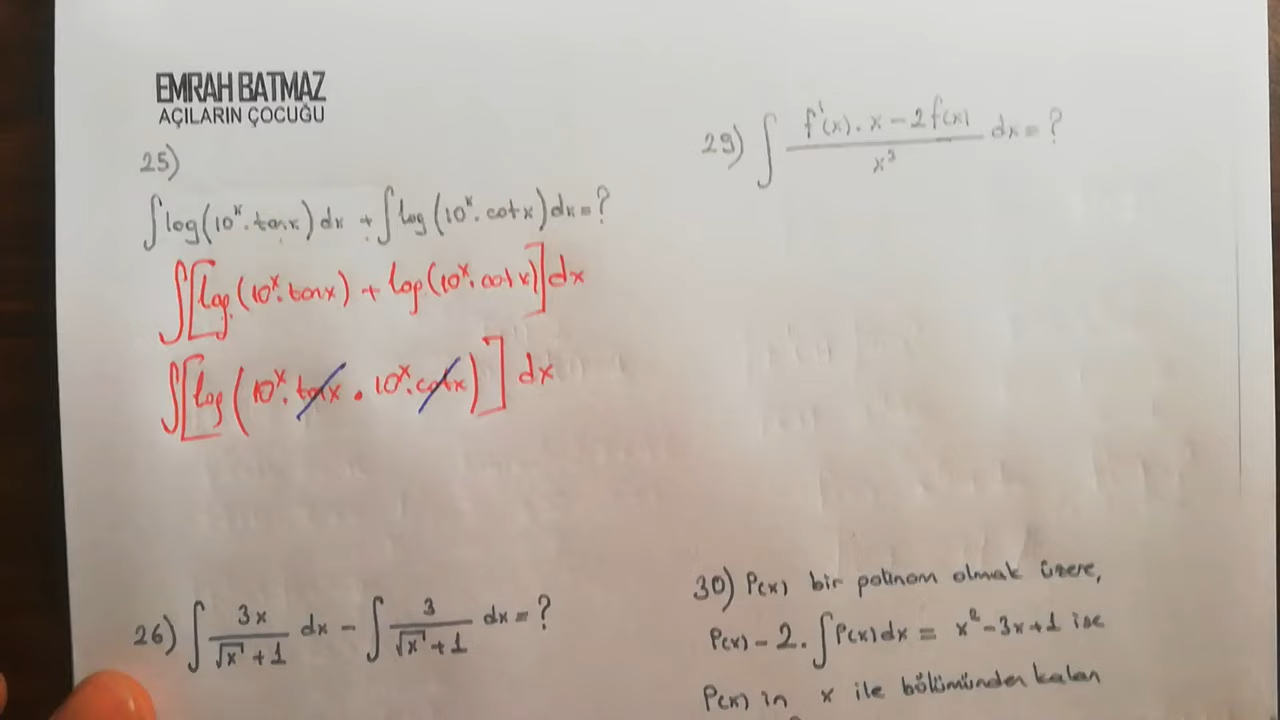 EMRAH BATMAZ
AÇILARIN ÇOCUĞU
25)
∫log(10ˣ.tanx)dx + ∫log(10ˣ.cotx)dx=?
∫[log(10ˣ.tanx) + log(10ˣ.cotx)]dx
∫[log(10ˣ.tanx . 10ˣ.cotx)]dx
26) ∫ 3x/(√x+1) dx - ∫ 3/(√x+1) dx=?
29) ∫ (f'(x).x-2f(x))/x³ dx=?
30) P(x) bir polinom olmak üzere,
P(x)-2.∫P(x)dx = x²-3x+1 ise
P(x) in x ile bölümünden kalan